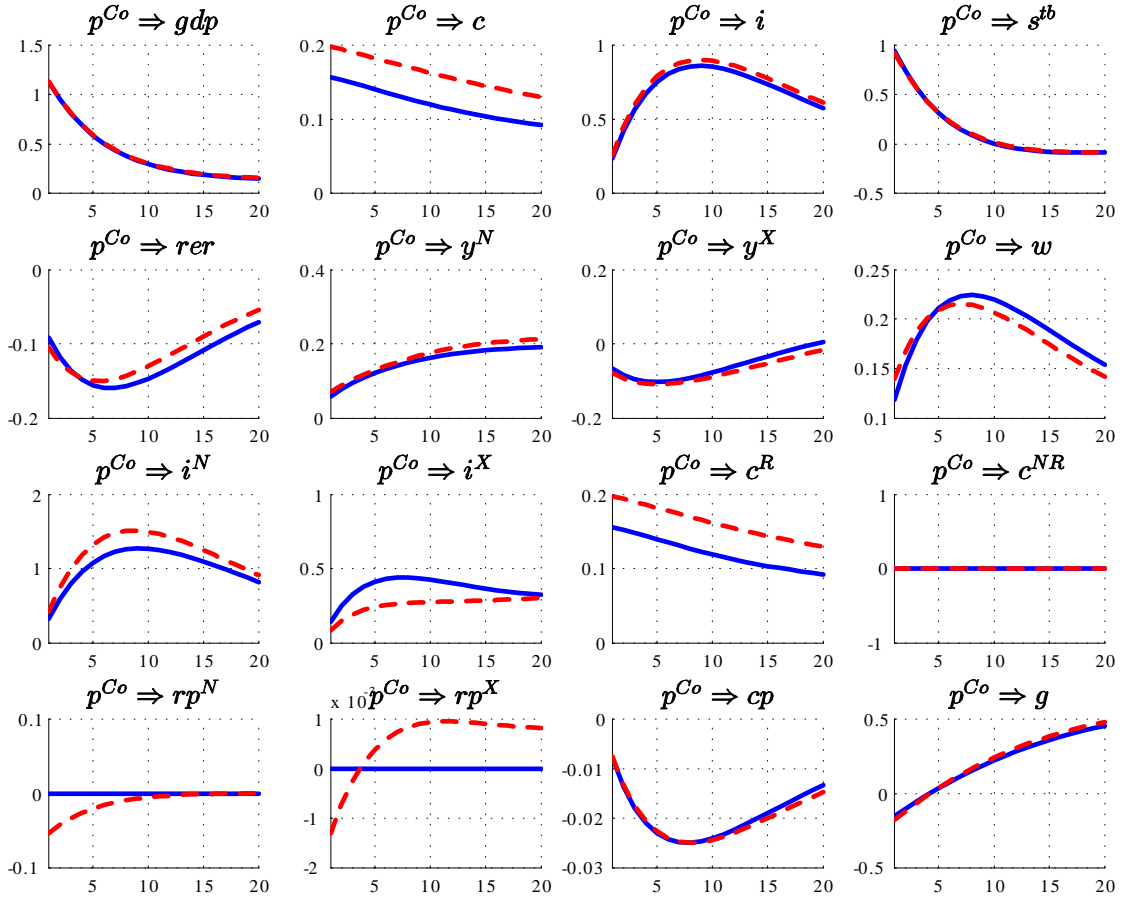 p^{Co} ⇒ gdp p^{Co} ⇒ c p^{Co} ⇒ i p^{Co} ⇒ s^{tb}
1.5 0.2 1 1
1 0.5
0.1 0.5
0.5 0
0 0 0 -0.5
5 10 15 20 5 10 15 20 5 10 15 20 5 10 15 20
p^{Co} ⇒ rer p^{Co} ⇒ y^N p^{Co} ⇒ y^X p^{Co} ⇒ w
0 0.4 0.2 0.25
0.2
-0.1 0.2 0
0.15
-0.2 0 -0.2 0.1
5 10 15 20 5 10 15 20 5 10 15 20 5 10 15 20
p^{Co} ⇒ i^N p^{Co} ⇒ i^X p^{Co} ⇒ c^R p^{Co} ⇒ c^{NR}
2 1 0.2 1
1 0.5 0.1 0
0 0 0 -1
5 10 15 20 5 10 15 20 5 10 15 20 5 10 15 20
p^{Co} ⇒ rp^N p^{Co} ⇒ rp^X p^{Co} ⇒ cp p^{Co} ⇒ g
x 10
0.1 1 0 0.5
0 -0.01
0 0
-1 -0.02
-0.1 -2 -0.03 -0.5
5 10 15 20 5 10 15 20 5 10 15 20 5 10 15 20